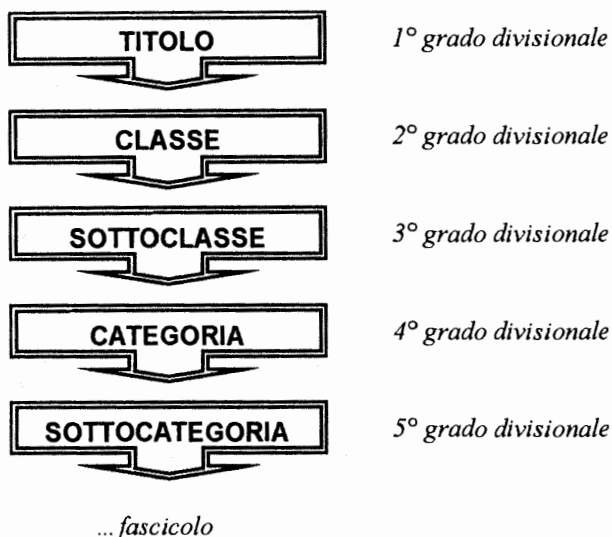 TITOLO 1° grado divisionale
CLASSE 2° grado divisionale
SOTTOCLASSE 3° grado divisionale
CATEGORIA 4° grado divisionale
SOTTOCATEGORIA 5° grado divisionale
... fascicolo